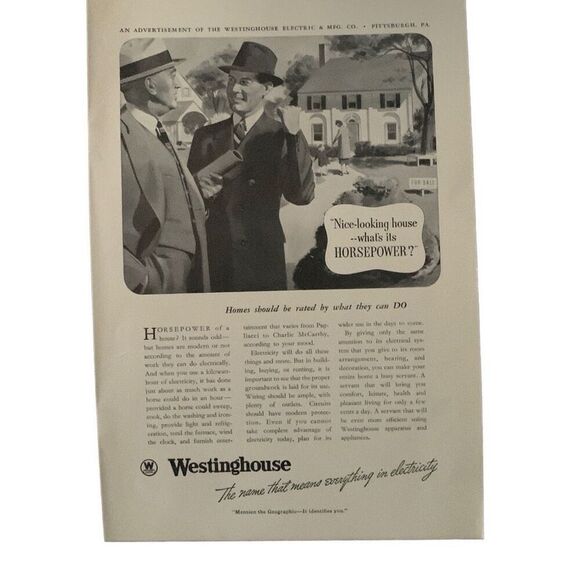 AN ADVERTISEMENT OF THE WESTINGHOUSE ELECTRIC & MFG. CO. • PITTSBURGH, PA.
FOR SALE
"Nice-looking house
--what's its
HORSEPOWER?"
Homes should be rated by what they can DO
HORSEPOWER of a
house? It sounds odd—
but homes are modern or not
according to the amount of
work they can do electrically.
And when you use a kilowatt-
hour of electricity, it has done
you about as much work as a
horse could do in an hour—
provided a horse could sweep,
cook, do the washing and iron-
ing, provide light and refrig-
eration, tend the furnace, wind
the clock, and furnish enter-
tainment that varies from Pag-
liacci to Charlie McCarthy,
according to your mood.
Electricity will do all these
things and more. But in build-
ing, buying, or renting, it is
important to see that the proper
groundwork is laid for its use.
Wiring should be ample, with
plenty of outlets. Circuits
should have modern protec-
tion. Even if you cannot
take complete advantage of
electricity today, plan for its
wider use in the days to come.
By giving only the same
attention to its electrical sys-
tem that you give to its room
arrangement, heating, and
decoration, you can make your
entire home a busy servant. A
servant that will bring you
comfort, leisure, health and
pleasant living for only a few
cents a day. A servant that will
be even more efficient using
Westinghouse apparatus and
appliances.
W Westinghouse
The name that means everything in electricity
"Mention the Geographic—It identifies you."